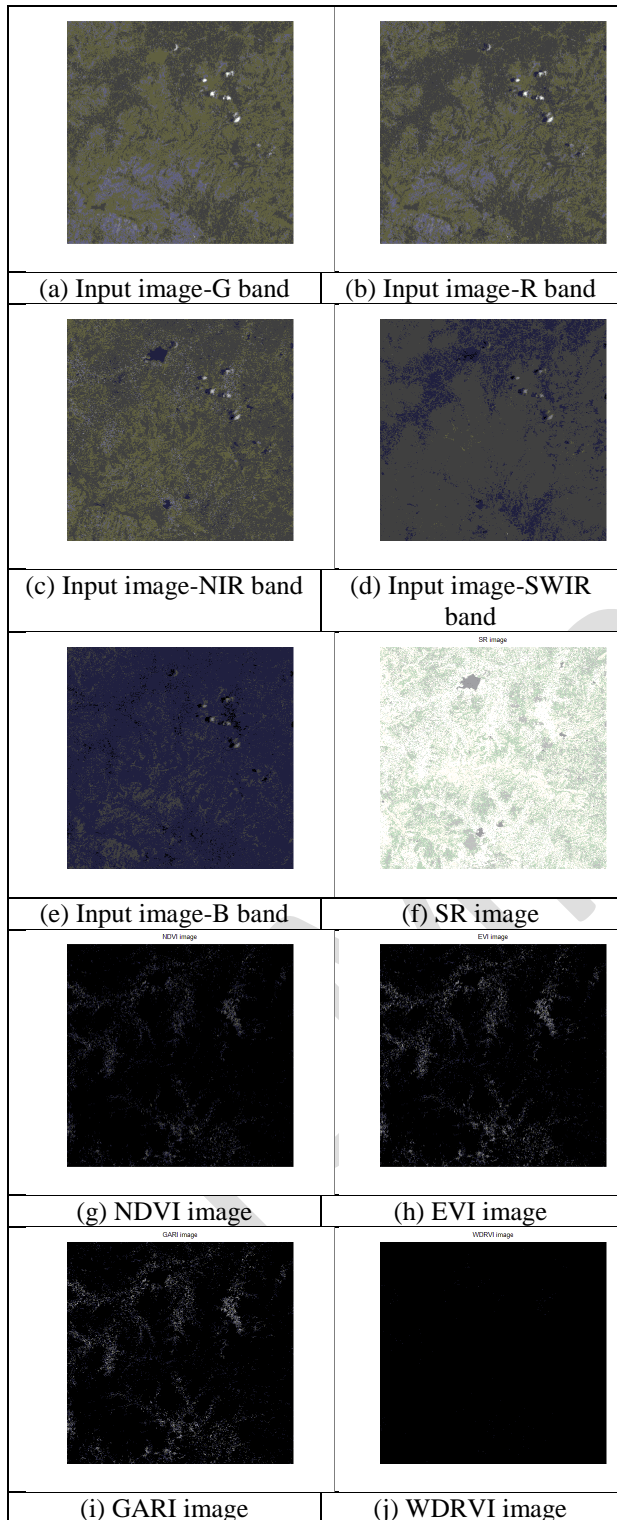 (a) Input image-G band
(b) Input image-R band
(c) Input image-NIR band
(d) Input image-SWIR
band
SR image
(e) Input image-B band
(f) SR image
NDVI image
EVI image
(g) NDVI image
(h) EVI image
GARI image
WDRVI image
(i) GARI image
(j) WDRVI image